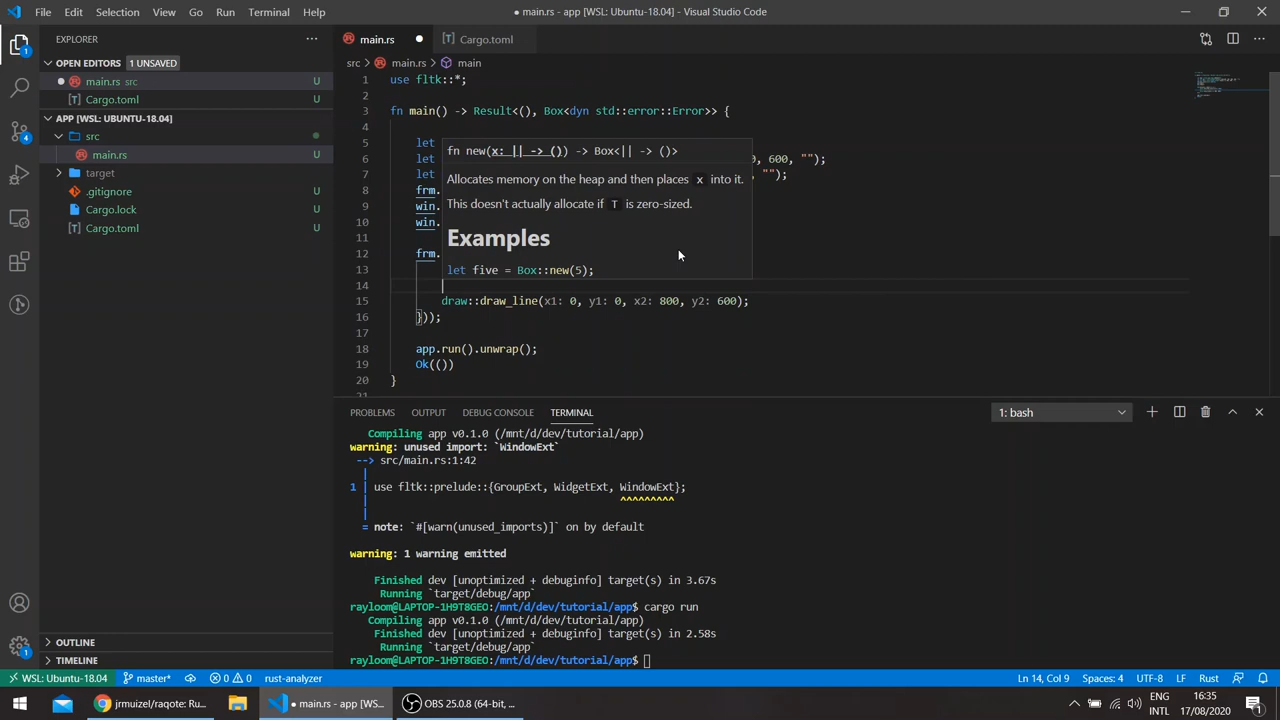 File Edit Selection View Go Run Terminal Help
● main.rs - app [WSL: Ubuntu-18.04] - Visual Studio Code
EXPLORER
OPEN EDITORS 1 UNSAVED
main.rs src U
Cargo.toml U
APP [WSL: UBUNTU-18.04]
src
main.rs U
target
.gitignore U
Cargo.lock U
Cargo.toml U
OUTLINE
TIMELINE
main.rs
Cargo.toml
src > main.rs > main
1 use fltk::*;
2
3 fn main() -> Result<(), Box<dyn std::error::Error>> {
4
5 let
fn new(x: || -> ()) -> Box<|| -> ()>
6 let 0, 600, "");
7 let , "");
Allocates memory on the heap and then places x into it.
8 frm.
9 win.
This doesn't actually allocate if T is zero-sized.
10 win.
11
Examples
12 frm.
13 let five = Box::new(5);
14
15 draw::draw_line(x1: 0, y1: 0, x2: 800, y2: 600);
16 }));
17
18 app.run().unwrap();
19 Ok(())
20 }
21
PROBLEMS OUTPUT DEBUG CONSOLE TERMINAL
1: bash
Compiling app v0.1.0 (/mnt/d/dev/tutorial/app)
warning: unused import: `WindowExt`
--> src/main.rs:1:42
|
1 | use fltk::prelude::{GroupExt, WidgetExt, WindowExt};
| ^^^^^^^^^
|
= note: `#[warn(unused_imports)]` on by default
warning: 1 warning emitted
Finished dev [unoptimized + debuginfo] target(s) in 3.67s
Running `target/debug/app`
rayloom@LAPTOP-1H9T8GEO:/mnt/d/dev/tutorial/app$ cargo run
Compiling app v0.1.0 (/mnt/d/dev/tutorial/app)
Finished dev [unoptimized + debuginfo] target(s) in 2.58s
Running `target/debug/app`
rayloom@LAPTOP-1H9T8GEO:/mnt/d/dev/tutorial/app$
WSL: Ubuntu-18.04 master* 0 0 rust-analyzer
Ln 14, Col 9 Spaces: 4 UTF-8 LF Rust
jrmuizel/raqote: Ru...
● main.rs - app [WS...
OBS 25.0.8 (64-bit, ...
ENG
INTL
16:35
17/08/2020